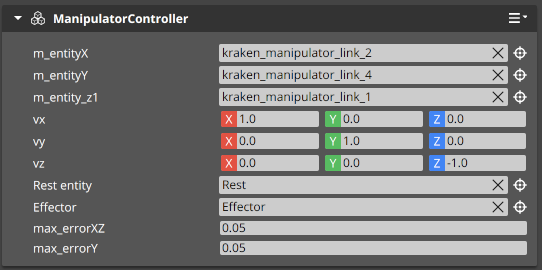 ManipulatorController
m_entityX kraken_manipulator_link_2
m_entityY kraken_manipulator_link_4
m_entity_z1 kraken_manipulator_link_1
vx X 1.0 Y 0.0 Z 0.0
vy X 0.0 Y 1.0 Z 0.0
vz X 0.0 Y 0.0 Z -1.0
Rest entity Rest
Effector Effector
max_errorXZ 0.05
max_errorY 0.05